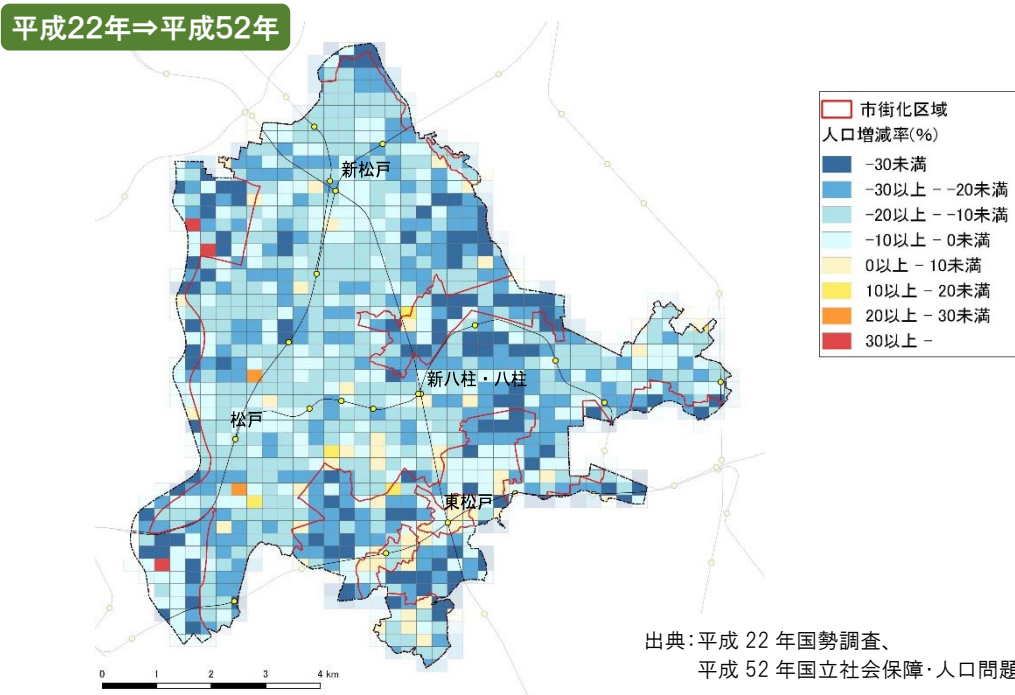 平成22年⇒平成52年
市街化区域
人口増減率(%)
-30未満
-30以上 - -20未満
-20以上 - -10未満
-10以上 - 0未満
0以上 - 10未満
10以上 - 20未満
20以上 - 30未満
30以上 -
新松戸
新八柱・八柱
松戸
東松戸
出典:平成 22 年国勢調査、
平成 52 年国立社会保障・人口問題
0 1 2 3 4 km